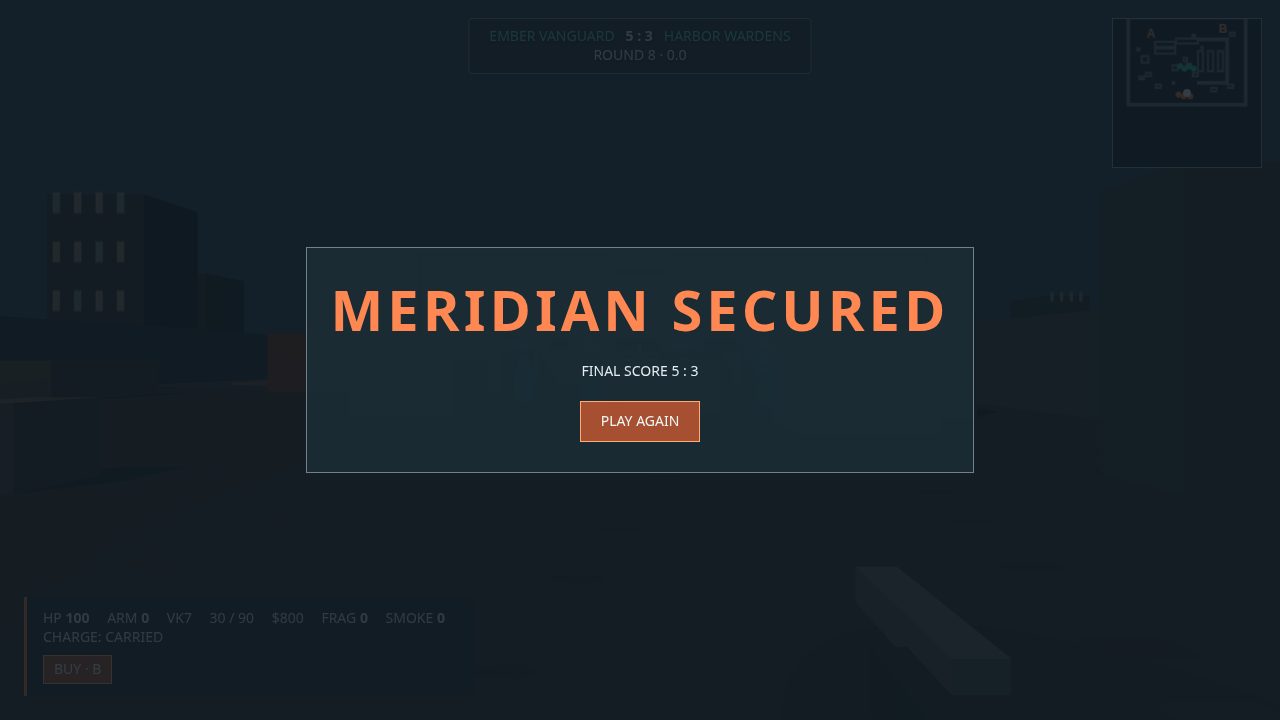 EMBER VANGUARD 5 : 3 HARBOR WARDENS
ROUND 8 · 0.0
A
B
MERIDIAN SECURED
FINAL SCORE 5 : 3
PLAY AGAIN
HP 100 ARM 0 VK7 30 / 90 $800 FRAG 0 SMOKE 0
CHARGE: CARRIED
BUY · B